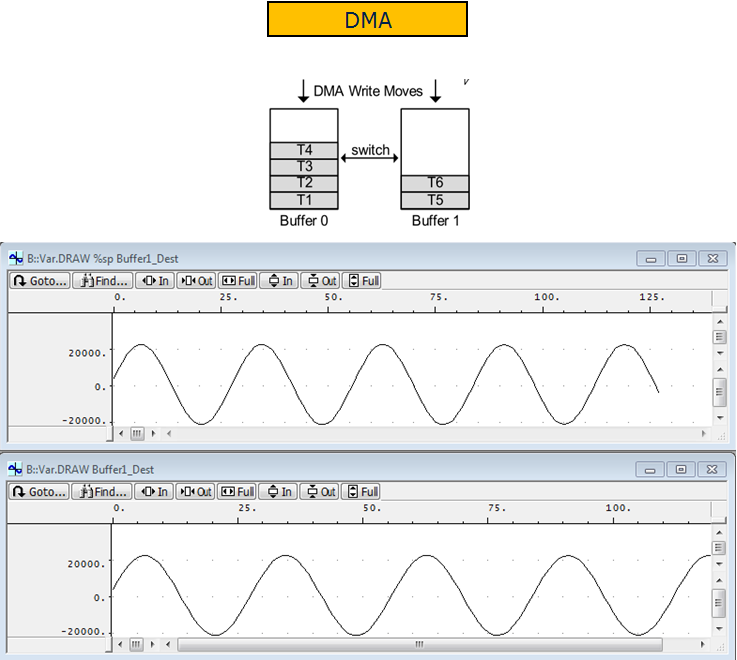 DMA
v
DMA Write Moves
T4
T3
switch
T2
T6
T1
T5
Buffer 0
Buffer 1
B::Var.DRAW %sp Buffer1_Dest
Goto... Find... In Out Full In Out Full
0. 25. 50. 75. 100. 125.
20000.
0.
-20000.
B::Var.DRAW Buffer1_Dest
Goto... Find... In Out Full In Out Full
0. 25. 50. 75. 100.
20000.
0.
-20000.